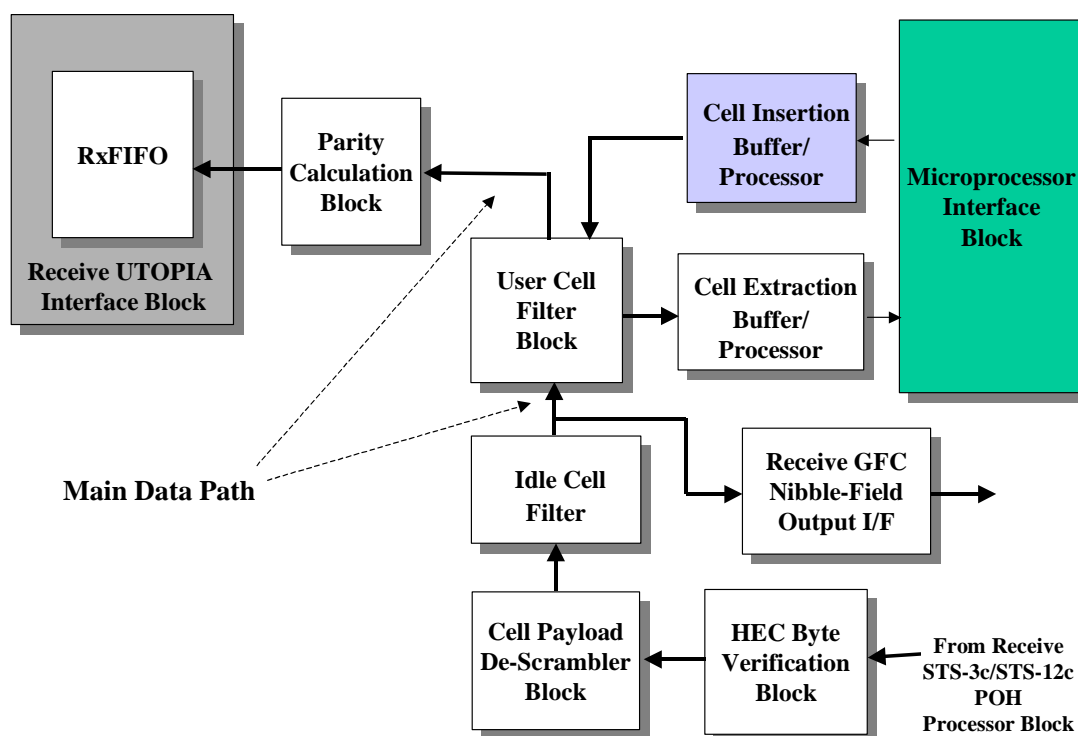 RxFIFO
Receive UTOPIA
Interface Block
Parity
Calculation
Block
Cell Insertion
Buffer/
Processor
Microprocessor
Interface
Block
User Cell
Filter
Block
Cell Extraction
Buffer/
Processor
Main Data Path
Idle Cell
Filter
Receive GFC
Nibble-Field
Output I/F
Cell Payload
De-Scrambler
Block
HEC Byte
Verification
Block
From Receive
STS-3c/STS-12c
POH
Processor Block